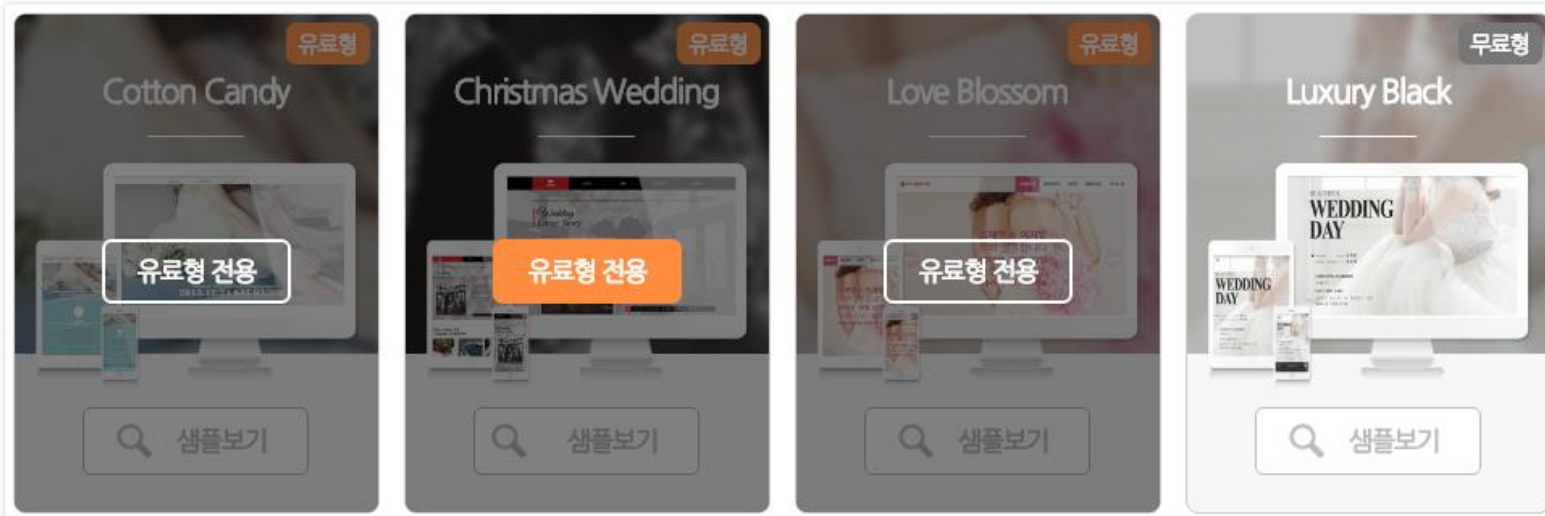 유료형
Cotton Candy
유료형 전용
샘플보기
유료형
Christmas Wedding
유료형 전용
샘플보기
유료형
Love Blossom
유료형 전용
샘플보기
무료형
Luxury Black
WEDDING
DAY
WEDDING
DAY
샘플보기